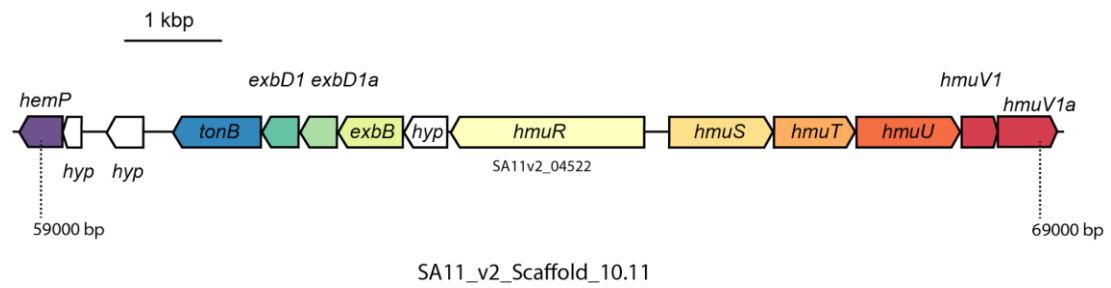 1 kbp
exbD1 exbD1a
hmuV1
hemP
hmuV1a
tonB
exbB
hyp
hmuR
hmuS
hmuT
hmuU
hyp
hyp
SA11v2_04522
59000 bp
69000 bp
SA11_v2_Scaffold_10.11